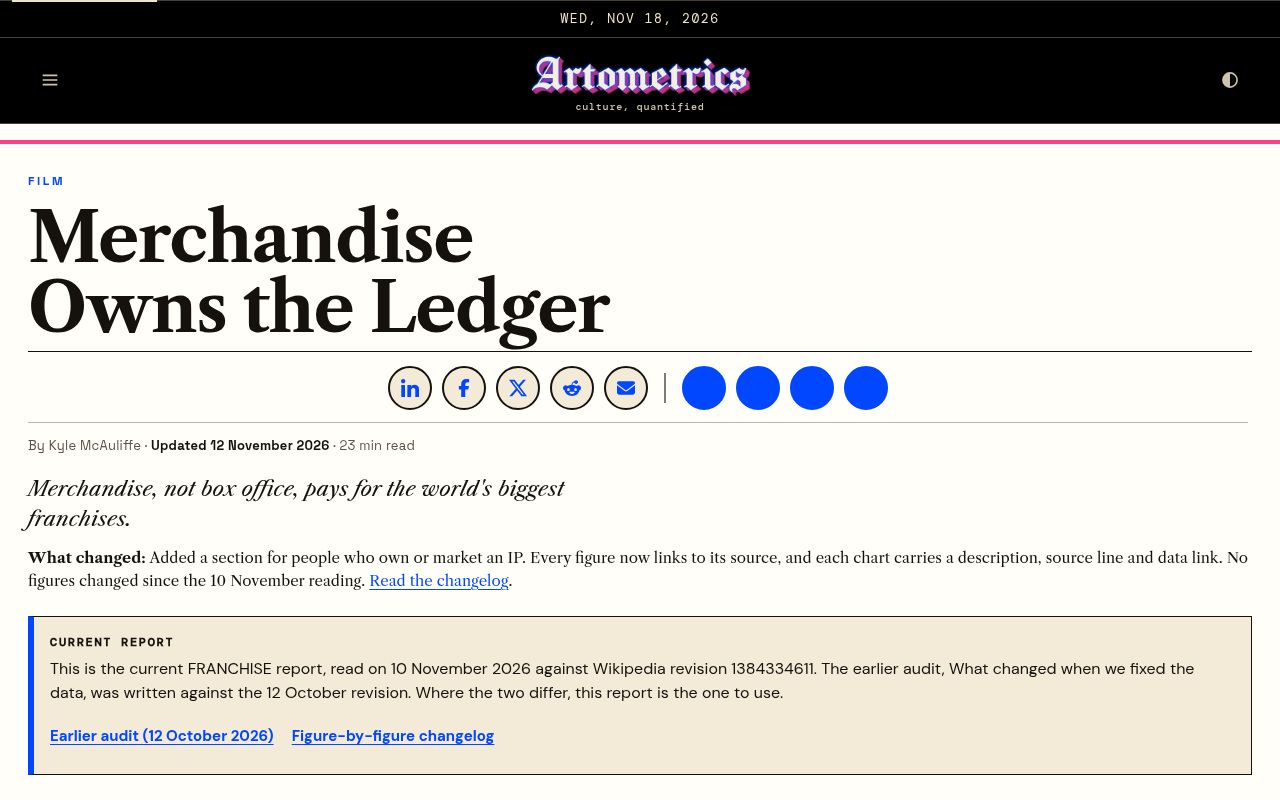 WED, NOV 18, 2026
Artometrics
culture, quantified
FILM
Merchandise
Owns the Ledger
By Kyle McAuliffe · Updated 12 November 2026 · 23 min read
Merchandise, not box office, pays for the world's biggest
franchises.
What changed: Added a section for people who own or market an IP. Every figure now links to its source, and each chart carries a description, source line and data link. No
figures changed since the 10 November reading. Read the changelog.
CURRENT REPORT
This is the current FRANCHISE report, read on 10 November 2026 against Wikipedia revision 1384334611. The earlier audit, What changed when we fixed the
data, was written against the 12 October revision. Where the two differ, this report is the one to use.
Earlier audit (12 October 2026) Figure-by-figure changelog